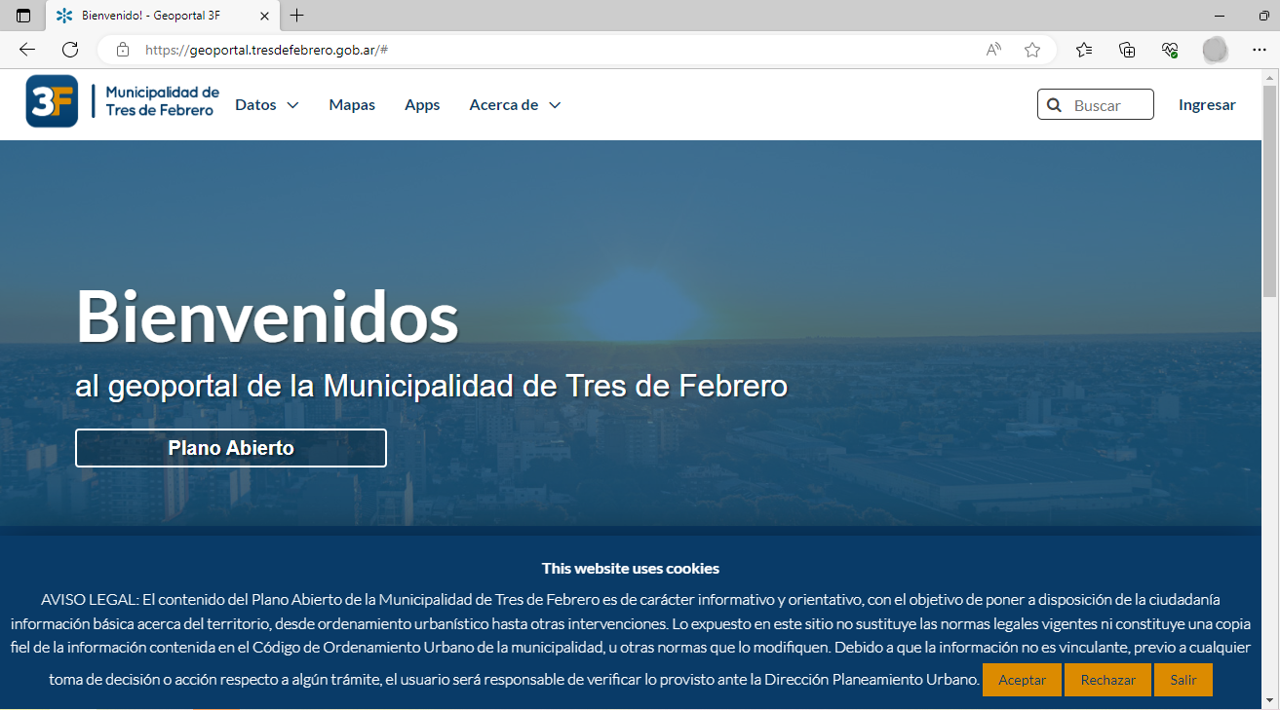 Bienvenido! - Geoportal 3F
https://geoportal.tresdefebrero.gob.ar/#
3F
Municipalidad de
Tres de Febrero
Datos
Mapas
Apps
Acerca de
Buscar
Ingresar
Bienvenidos
al geoportal de la Municipalidad de Tres de Febrero
Plano Abierto
This website uses cookies
AVISO LEGAL: El contenido del Plano Abierto de la Municipalidad de Tres de Febrero es de carácter informativo y orientativo, con el objetivo de poner a disposición de la ciudadanía
información básica acerca del territorio, desde ordenamiento urbanístico hasta otras intervenciones. Lo expuesto en este sitio no sustituye las normas legales vigentes ni constituye una copia
fiel de la información contenida en el Código de Ordenamiento Urbano de la municipalidad, u otras normas que lo modifiquen. Debido a que la información no es vinculante, previo a cualquier
toma de decisión o acción respecto a algún trámite, el usuario será responsable de verificar lo provisto ante la Dirección Planeamiento Urbano.
Aceptar
Rechazar
Salir